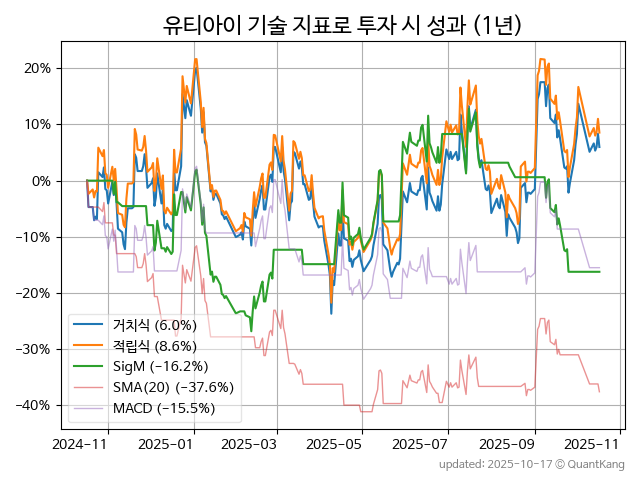 유티아이 기술 지표로 투자 시 성과 (1년)
20%
10%
0%
−10%
−20%
−30%
−40%
거치식 (6.0%)
적립식 (8.6%)
SigM (−16.2%)
SMA(20) (−37.6%)
MACD (−15.5%)
2024-11 2025-01 2025-03 2025-05 2025-07 2025-09 2025-11
updated: 2025-10-17 ⓒ QuantKang